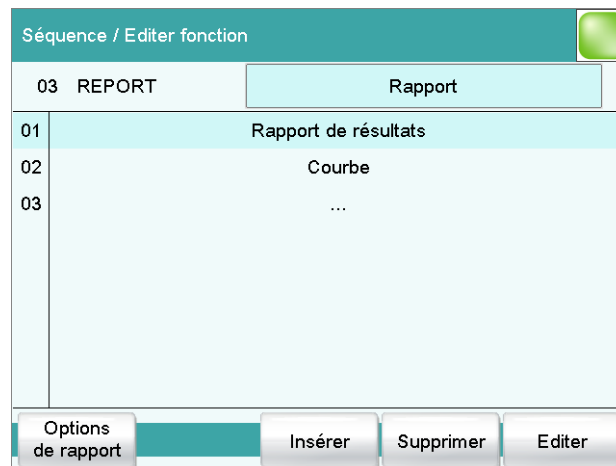 Séquence / Editer fonction
03 REPORT Rapport
01 Rapport de résultats
02 Courbe
03 ...
Options
de rapport
Insérer Supprimer Editer